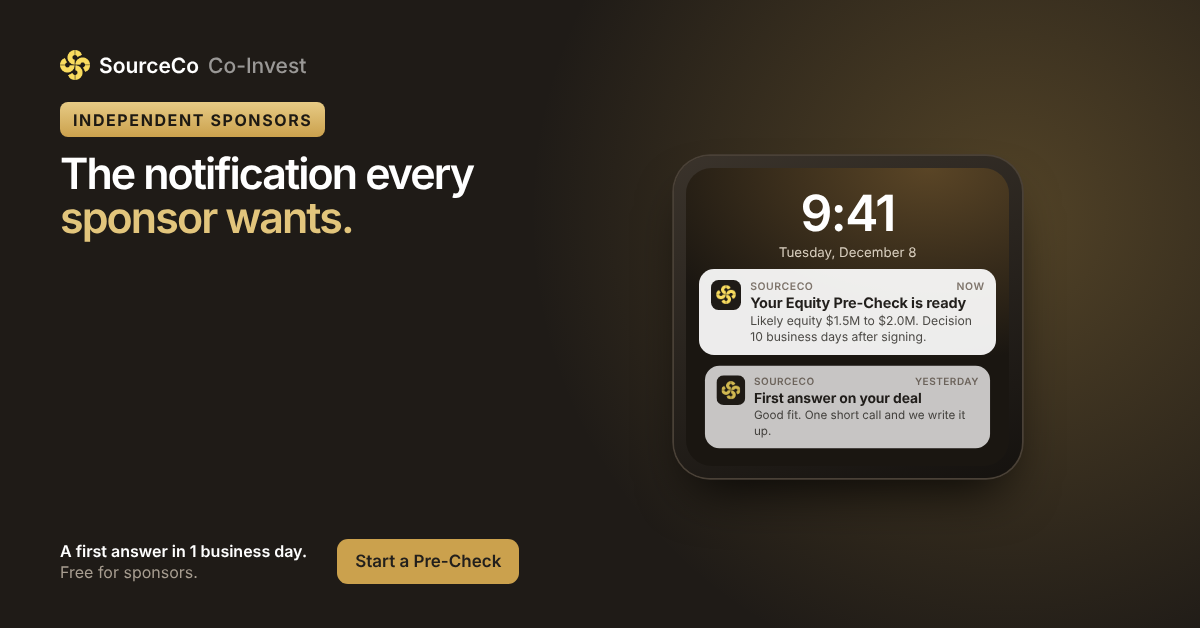 SourceCo Co-Invest
INDEPENDENT SPONSORS
The notification every
sponsor wants.
9:41
Tuesday, December 8
SOURCECO NOW
Your Equity Pre-Check is ready
Likely equity $1.5M to $2.0M. Decision
10 business days after signing.
SOURCECO YESTERDAY
First answer on your deal
Good fit. One short call and we write it
up.
A first answer in 1 business day.
Free for sponsors.
Start a Pre-Check